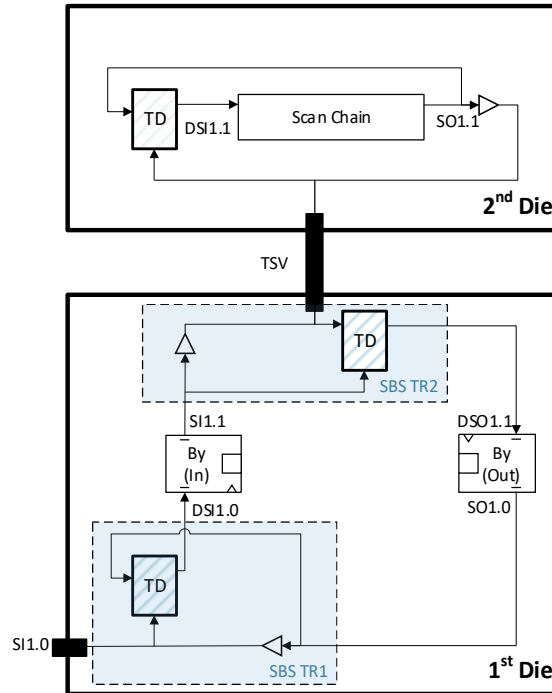 TD
DSI1.1
Scan Chain
SO1.1
2nd Die
TSV
TD
SBS TR2
SI1.1
DSO1.1
By
(In)
By
(Out)
DSI1.0
SO1.0
TD
SI1.0
SBS TR1
1st Die